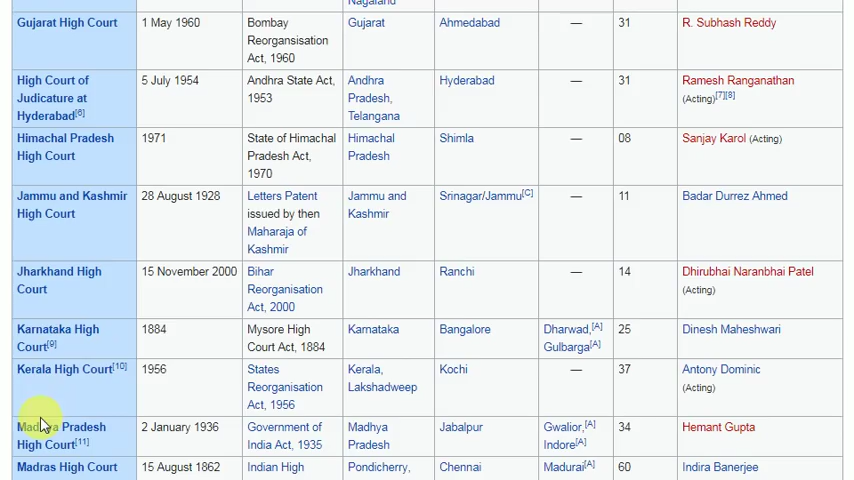 Nagaland
Gujarat High Court 1 May 1960 Bombay Gujarat Ahmedabad — 31 R. Subhash Reddy
Reorganisation
Act, 1960
High Court of 5 July 1954 Andhra State Act, Andhra Hyderabad — 31 Ramesh Ranganathan
Judicature at 1953 Pradesh, (Acting)[7][8]
Hyderabad[6] Telangana
Himachal Pradesh 1971 State of Himachal Himachal Shimla — 08 Sanjay Karol (Acting)
High Court Pradesh Act, Pradesh
1970
Jammu and Kashmir 28 August 1928 Letters Patent Jammu and Srinagar/Jammu[C] — 11 Badar Durrez Ahmed
High Court issued by then Kashmir
Maharaja of
Kashmir
Jharkhand High 15 November 2000 Bihar Jharkhand Ranchi — 14 Dhirubhai Naranbhai Patel
Court Reorganisation (Acting)
Act, 2000
Karnataka High 1884 Mysore High Karnataka Bangalore Dharwad,[A] 25 Dinesh Maheshwari
Court[9] Court Act, 1884 Gulbarga[A]
Kerala High Court[10] 1956 States Kerala, Kochi — 37 Antony Dominic
Reorganisation Lakshadweep (Acting)
Act, 1956
Madhya Pradesh 2 January 1936 Government of Madhya Jabalpur Gwalior,[A] 34 Hemant Gupta
High Court[11] India Act, 1935 Pradesh Indore[A]
Madras High Court 15 August 1862 Indian High Pondicherry, Chennai Madurai[A] 60 Indira Banerjee